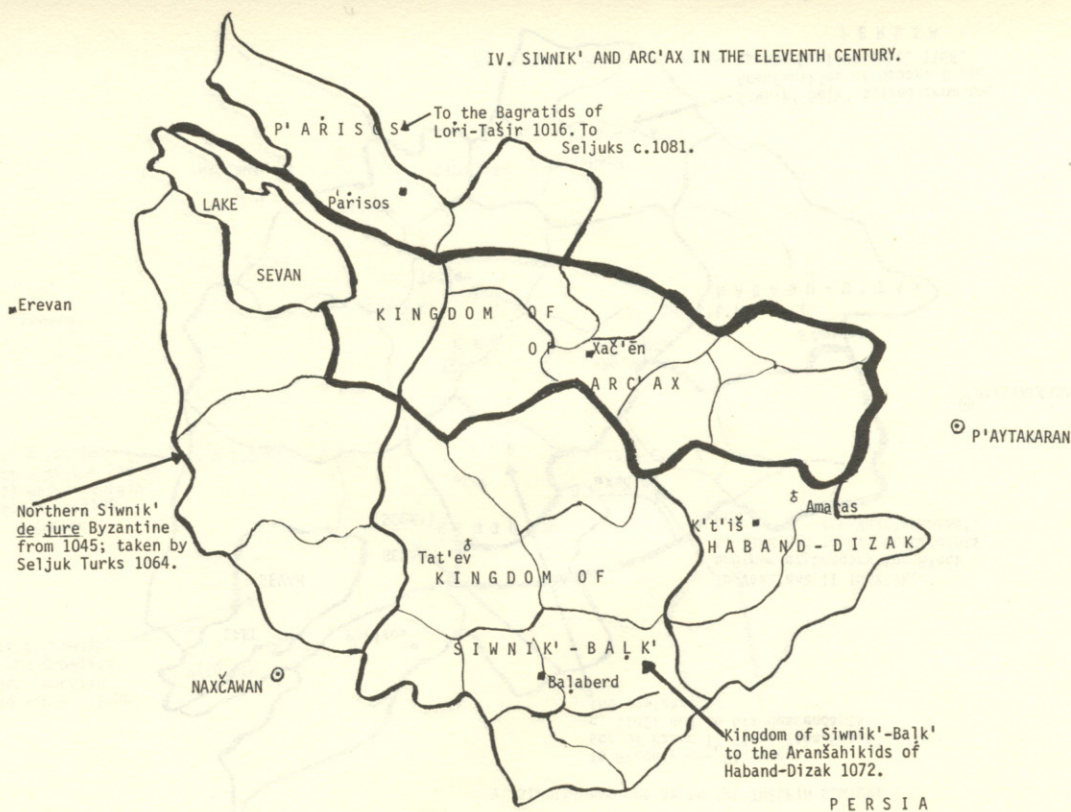 IV. SIWNIK' AND ARC'AX IN THE ELEVENTH CENTURY.
P'AṘISOS
To the Bagratids of
Loṙi-Tašir 1016. To
Seljuks c.1081.
P'aṙisos
LAKE
SEVAN
Erevan
KINGDOM OF
OF
Xač'ēn
ARC'AX
P'AYTAKARAN
Northern Siwnik'
de jure Byzantine
from 1045; taken by
Seljuk Turks 1064.
Amaras
K't'iš
HABAND-DIZAK
Tat'ev
KINGDOM OF
SIWNIK'-BAŁK'
NAXČAWAN
Bałaberd
Kingdom of Siwnik'-Bałk'
to the Aranšahikids of
Haband-Dizak 1072.
PERSIA